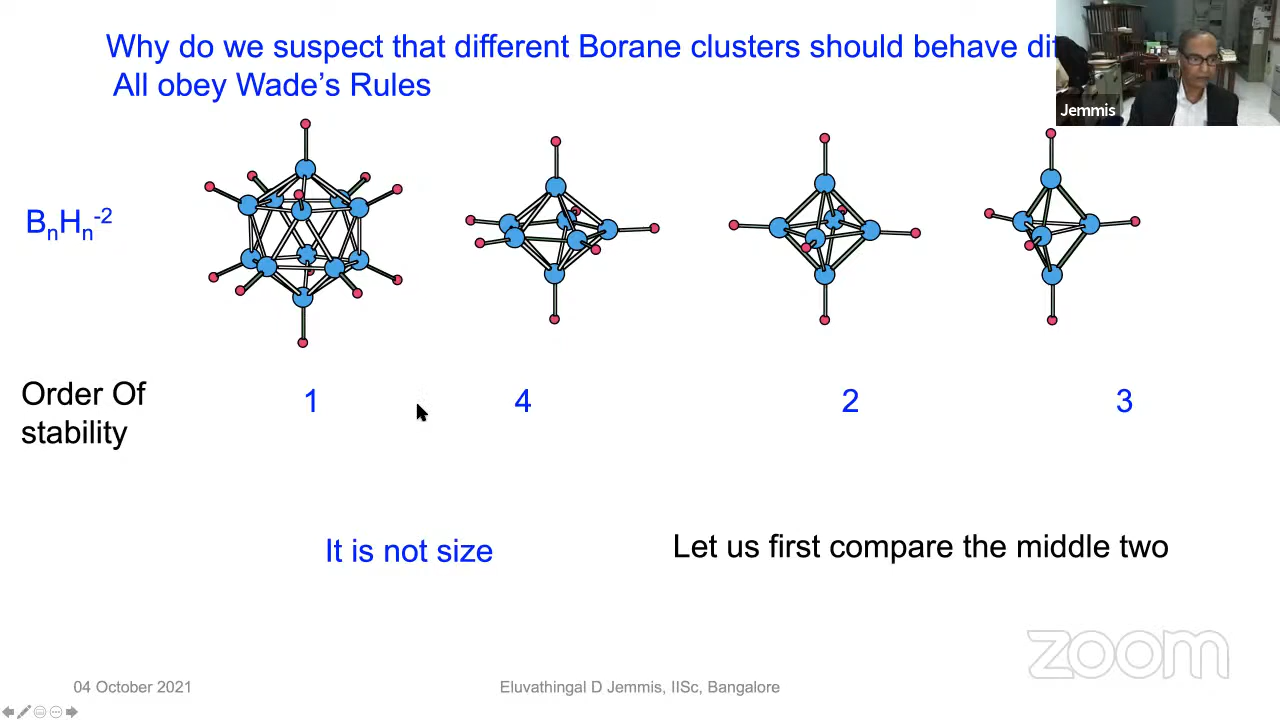 Why do we suspect that different Borane clusters should behave
All obey Wade's Rules
Jemmis
BnHn-2
Order Of
stability
1 4 2 3
It is not size
Let us first compare the middle two
zoom
04 October 2021
Eluvathingal D Jemmis, IISc, Bangalore